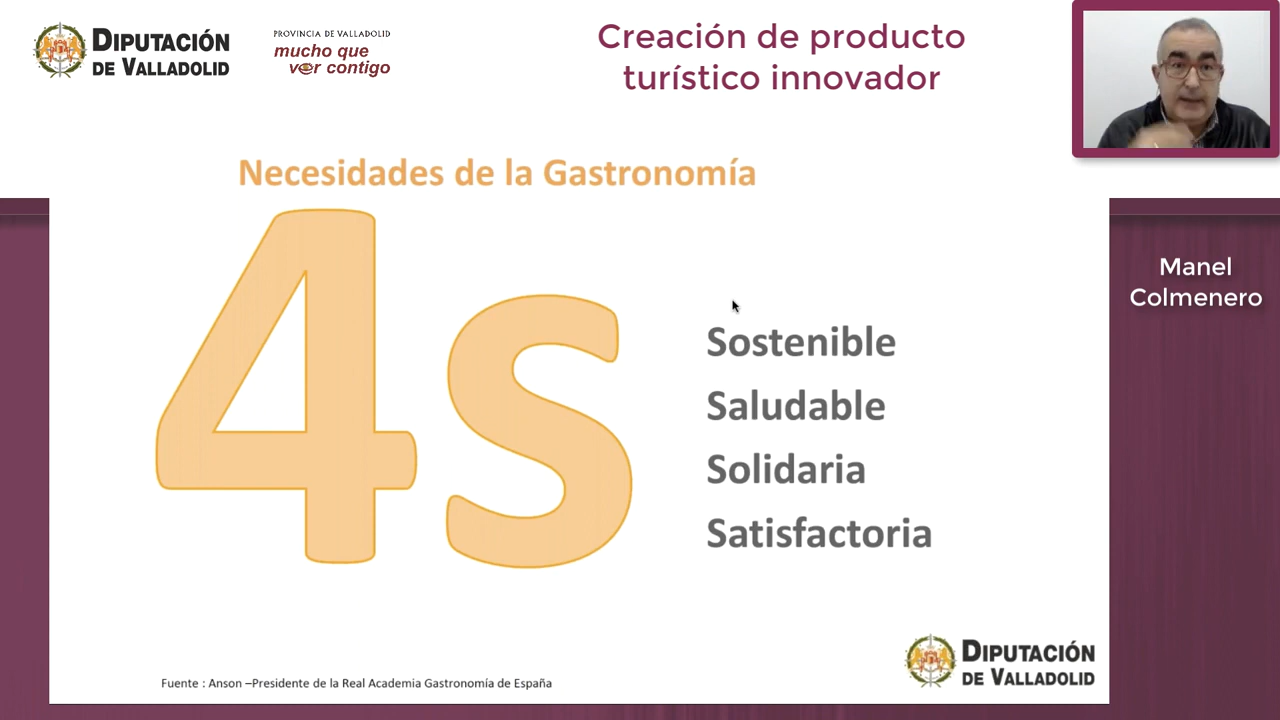 DIPUTACIÓN
DE VALLADOLID
PROVINCIA DE VALLADOLID
mucho que
ver contigo
Creación de producto
turístico innovador
Necesidades de la Gastronomía
4s
Sostenible
Saludable
Solidaria
Satisfactoria
Manel
Colmenero
DIPUTACIÓN
DE VALLADOLID
Fuente : Anson –Presidente de la Real Academia Gastronomía de España